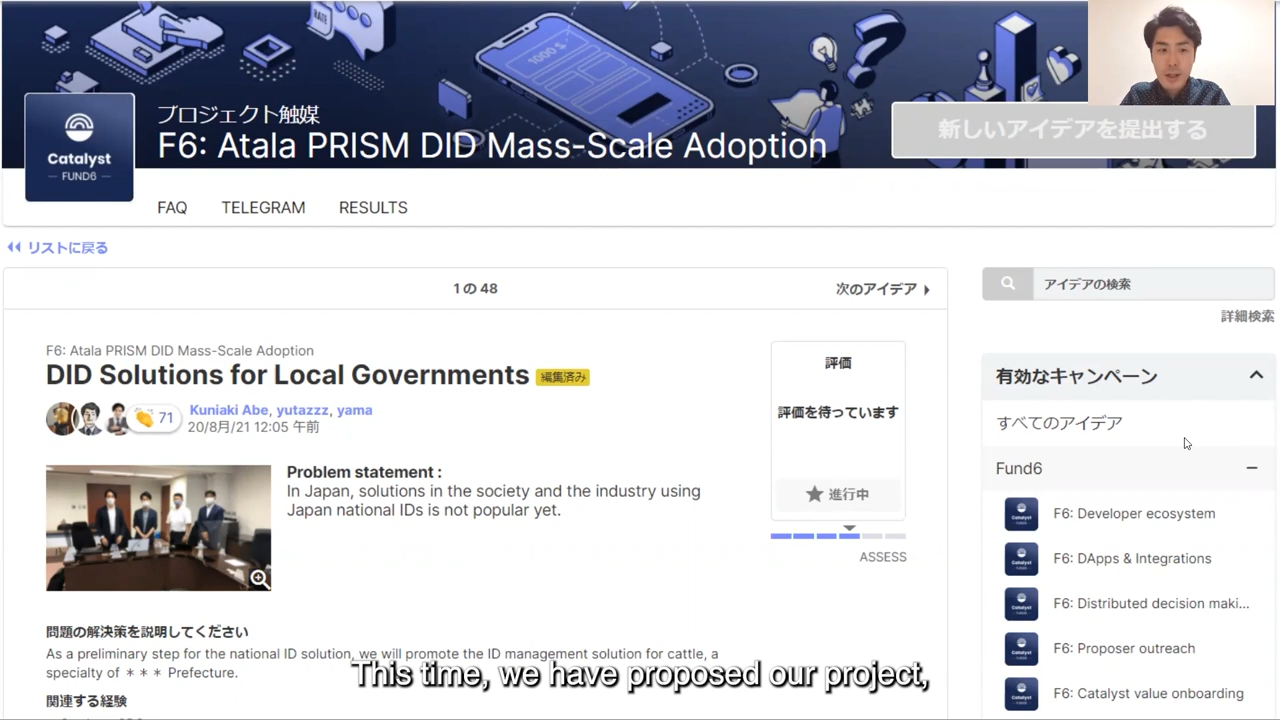 RATE
1000 $
プロジェクト触媒
F6: Atala PRISM DID Mass-Scale Adoption
新しいアイデアを提出する
Catalyst
— FUND6 —
FAQ
TELEGRAM
RESULTS
リストに戻る
1の48
次のアイデア
アイデアの検索
詳細検索
F6: Atala PRISM DID Mass-Scale Adoption
DID Solutions for Local Governments 編集済み
71
Kuniaki Abe, yutazzz, yama
20/8月/21 12:05 午前
評価
評価を待っています
進行中
ASSESS
Problem statement :
In Japan, solutions in the society and the industry using
Japan national IDs is not popular yet.
問題の解決策を説明してください
As a preliminary step for the national ID solution, we will promote the ID management solution for cattle, a
specialty of ＊＊＊ Prefecture.
関連する経験
有効なキャンペーン
すべてのアイデア
Fund6
Catalyst
F6: Developer ecosystem
Catalyst
F6: DApps & Integrations
Catalyst
F6: Distributed decision maki...
Catalyst
F6: Proposer outreach
Catalyst
F6: Catalyst value onboarding
This time, we have proposed our project,